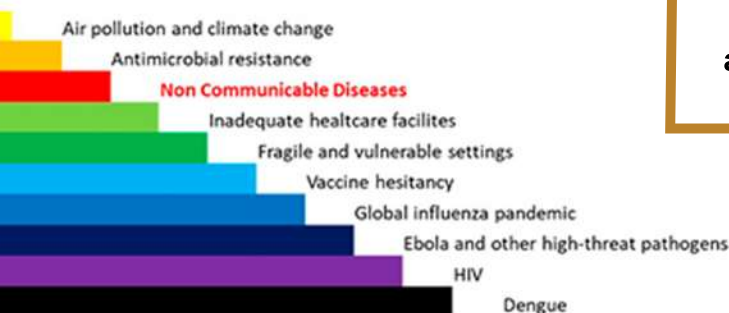 Air pollution and climate change
Antimicrobial resistance
Non Communicable Diseases
Inadequate healtcare facilites
Fragile and vulnerable settings
Vaccine hesitancy
Global influenza pandemic
Ebola and other high-threat pathogens
HIV
Dengue